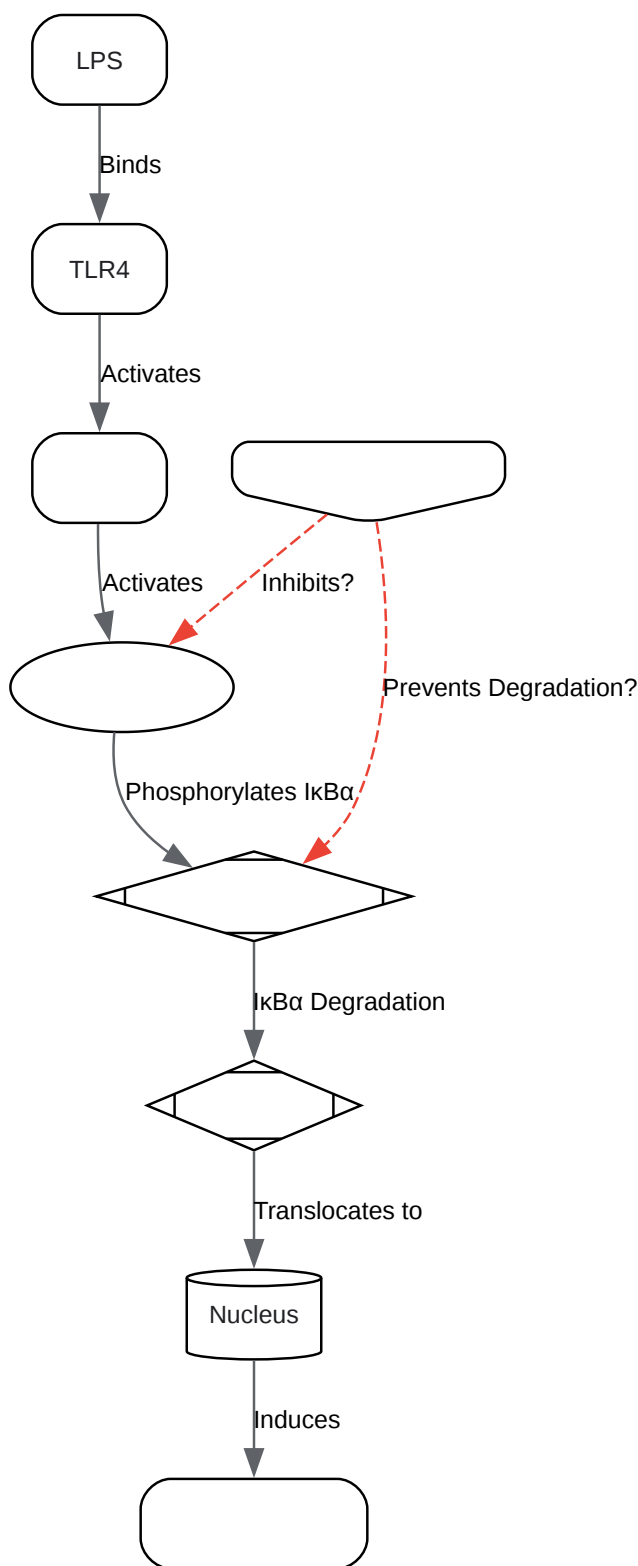 LPS
Binds
TLR4
Activates
Activates
Inhibits?
Prevents Degradation?
Phosphorylates IκBα
IκBα Degradation
Translocates to
Nucleus
Induces